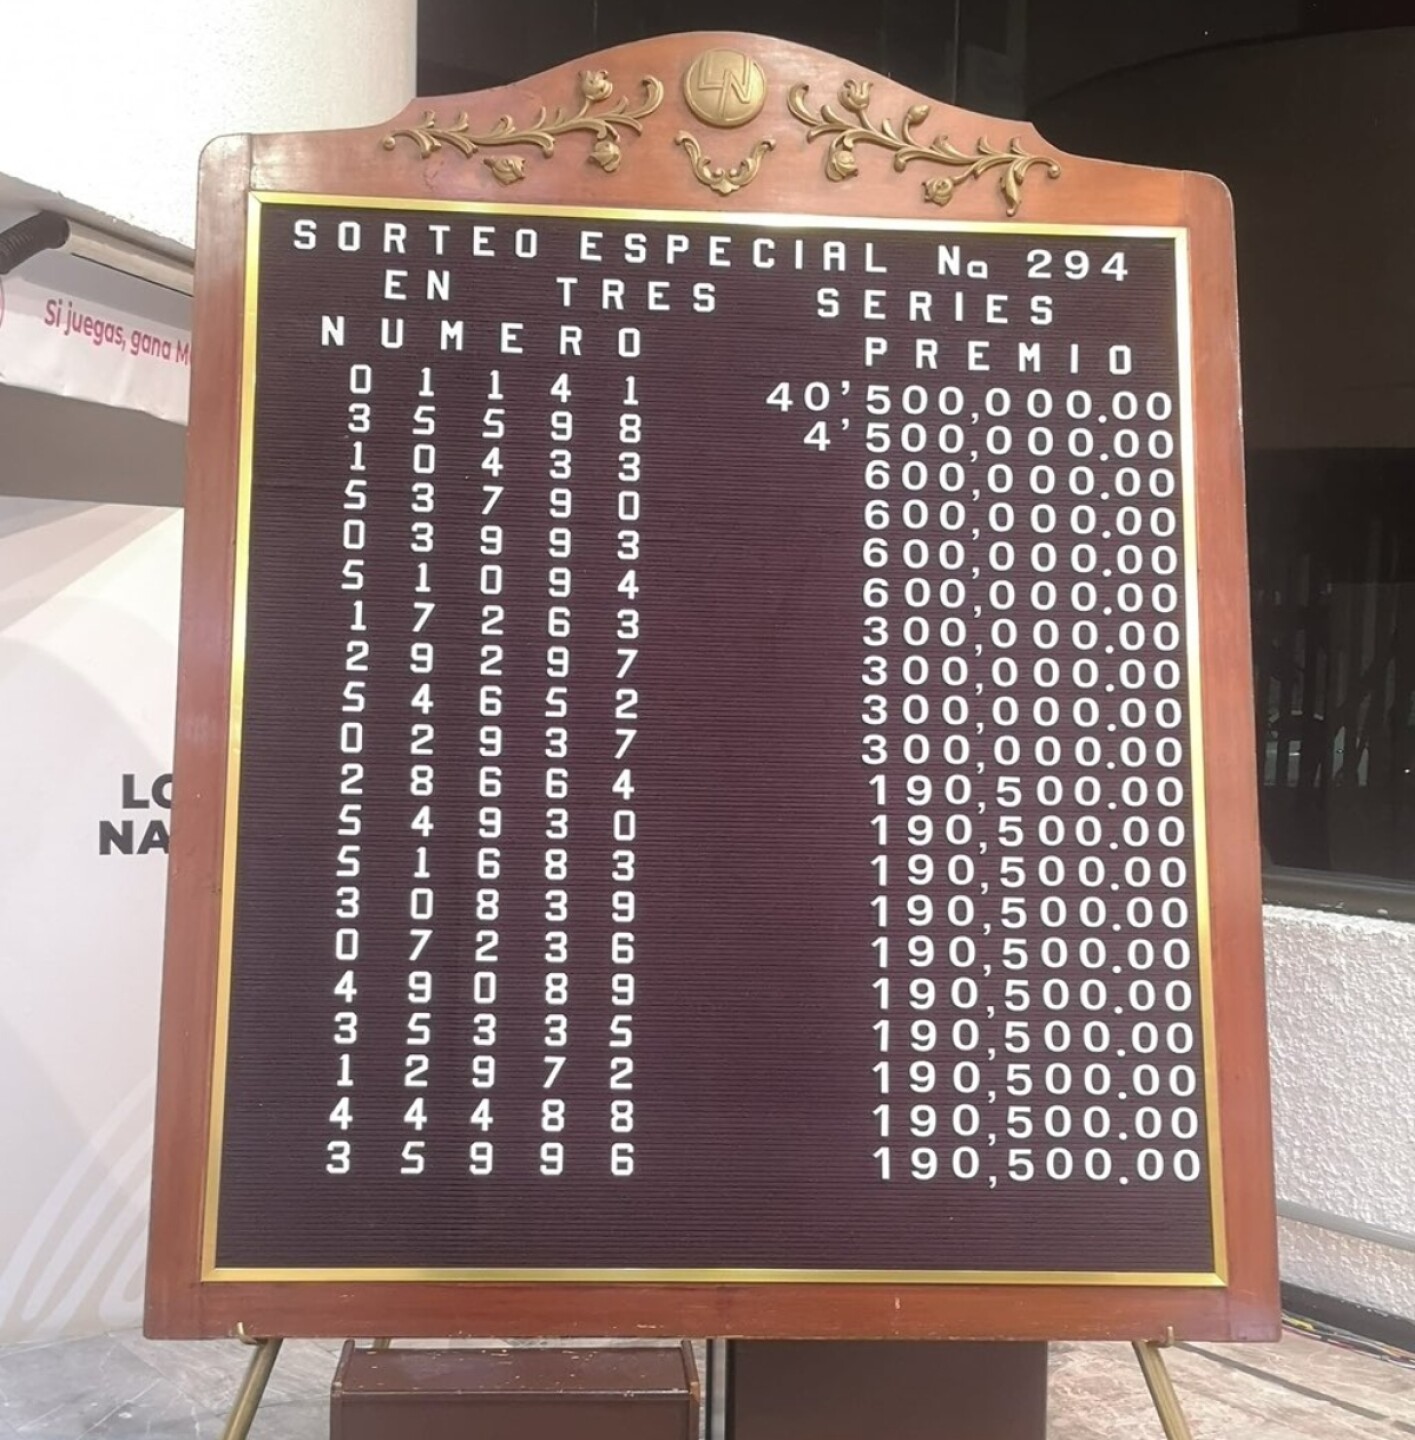 LN
SORTEO ESPECIAL No 294
EN TRES SERIES
NUMERO PREMIO
0 1 1 4 1 40'500,000.00
3 5 5 9 8 4'500,000.00
1 0 4 3 3 600,000.00
5 3 7 9 0 600,000.00
0 3 9 9 3 600,000.00
5 1 0 9 4 600,000.00
1 7 2 6 3 300,000.00
2 9 2 9 7 300,000.00
5 4 6 5 2 300,000.00
0 2 9 3 7 300,000.00
2 8 6 6 4 190,500.00
5 4 9 3 0 190,500.00
5 1 6 8 3 190,500.00
3 0 8 3 9 190,500.00
0 7 2 3 6 190,500.00
4 9 0 8 9 190,500.00
3 5 3 3 5 190,500.00
1 2 9 7 2 190,500.00
4 4 4 8 8 190,500.00
3 5 9 9 6 190,500.00
Si juegas, gana M
LO
NA